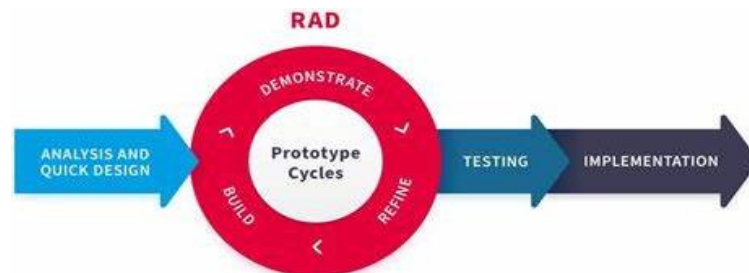 RAD
DEMONSTRATE
ANALYSIS AND
QUICK DESIGN
Prototype
Cycles
BUILD
REFINE
TESTING
IMPLEMENTATION